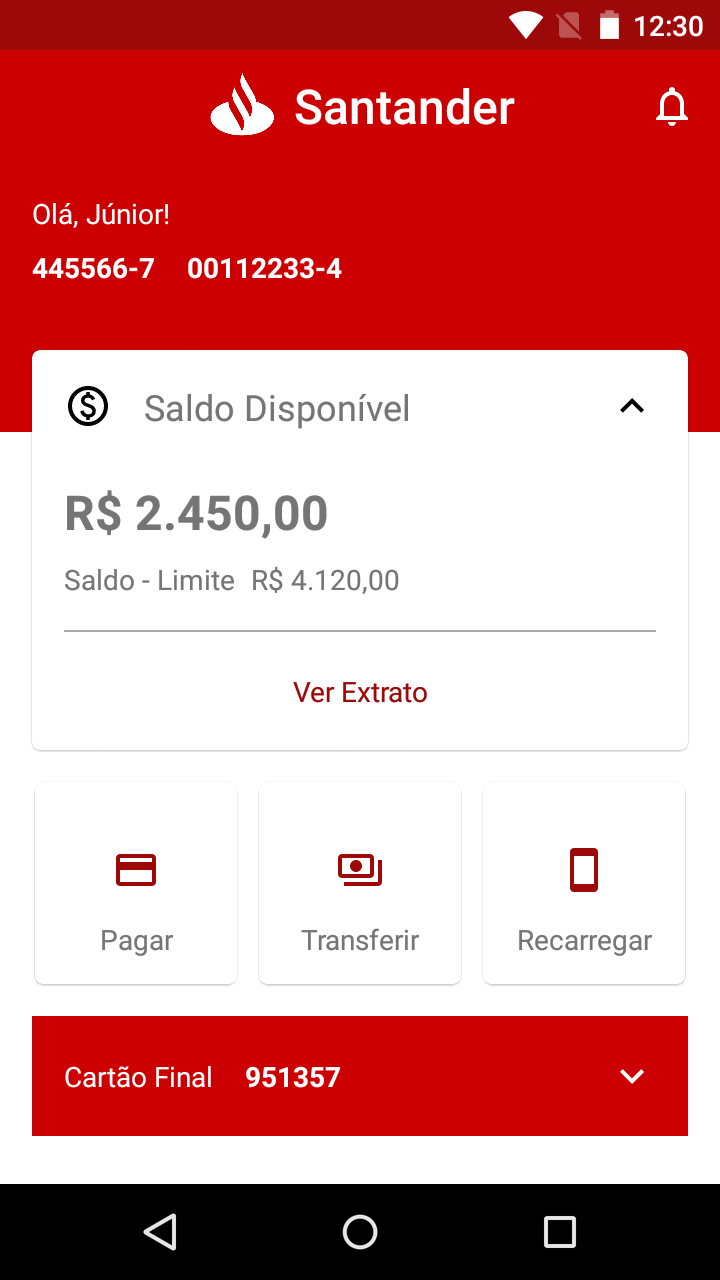 12:30
Santander
Olá, Júnior!
445566-7 00112233-4
Saldo Disponível
R$ 2.450,00
Saldo - Limite R$ 4.120,00
Ver Extrato
Pagar Transferir Recarregar
Cartão Final 951357